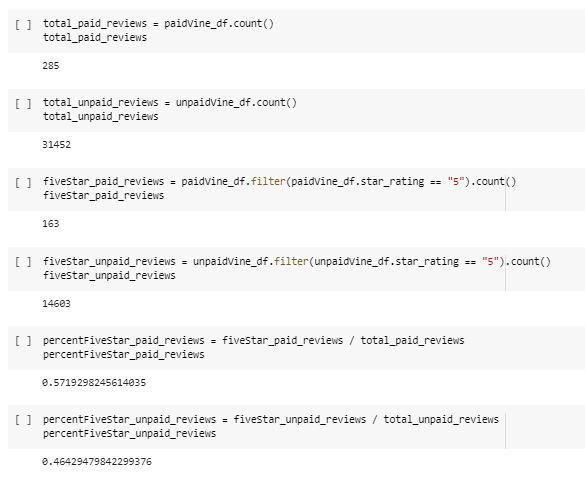 [ ] total_paid_reviews = paidVine_df.count()
total_paid_reviews
285
[ ] total_unpaid_reviews = unpaidVine_df.count()
total_unpaid_reviews
31452
[ ] fiveStar_paid_reviews = paidVine_df.filter(paidVine_df.star_rating == "5").count()
fiveStar_paid_reviews
163
[ ] fiveStar_unpaid_reviews = unpaidVine_df.filter(unpaidVine_df.star_rating == "5").count()
fiveStar_unpaid_reviews
14603
[ ] percentFiveStar_paid_reviews = fiveStar_paid_reviews / total_paid_reviews
percentFiveStar_paid_reviews
0.5719298245614035
[ ] percentFiveStar_unpaid_reviews = fiveStar_unpaid_reviews / total_unpaid_reviews
percentFiveStar_unpaid_reviews
0.46429479842299376